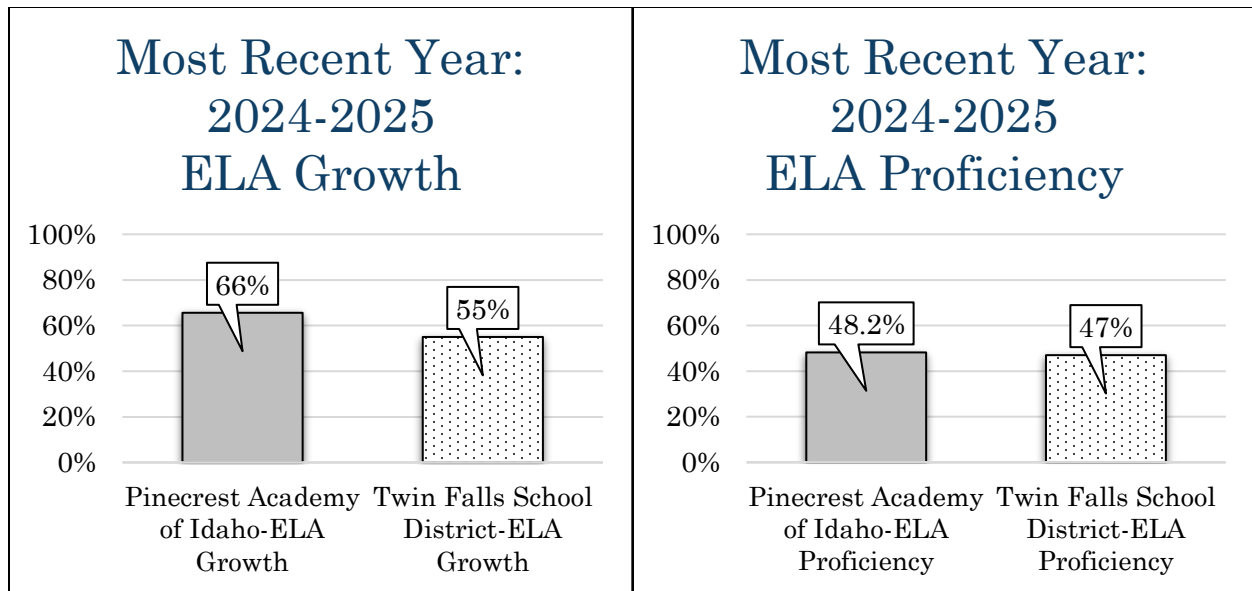 Most Recent Year:
2024-2025
ELA Growth
100%
80%
60%
40%
20%
0%
66%
55%
Pinecrest Academy
of Idaho-ELA
Growth
Twin Falls School
District-ELA
Growth
Most Recent Year:
2024-2025
ELA Proficiency
100%
80%
60%
40%
20%
0%
48.2%
47%
Pinecrest Academy
of Idaho-ELA
Proficiency
Twin Falls School
District-ELA
Proficiency